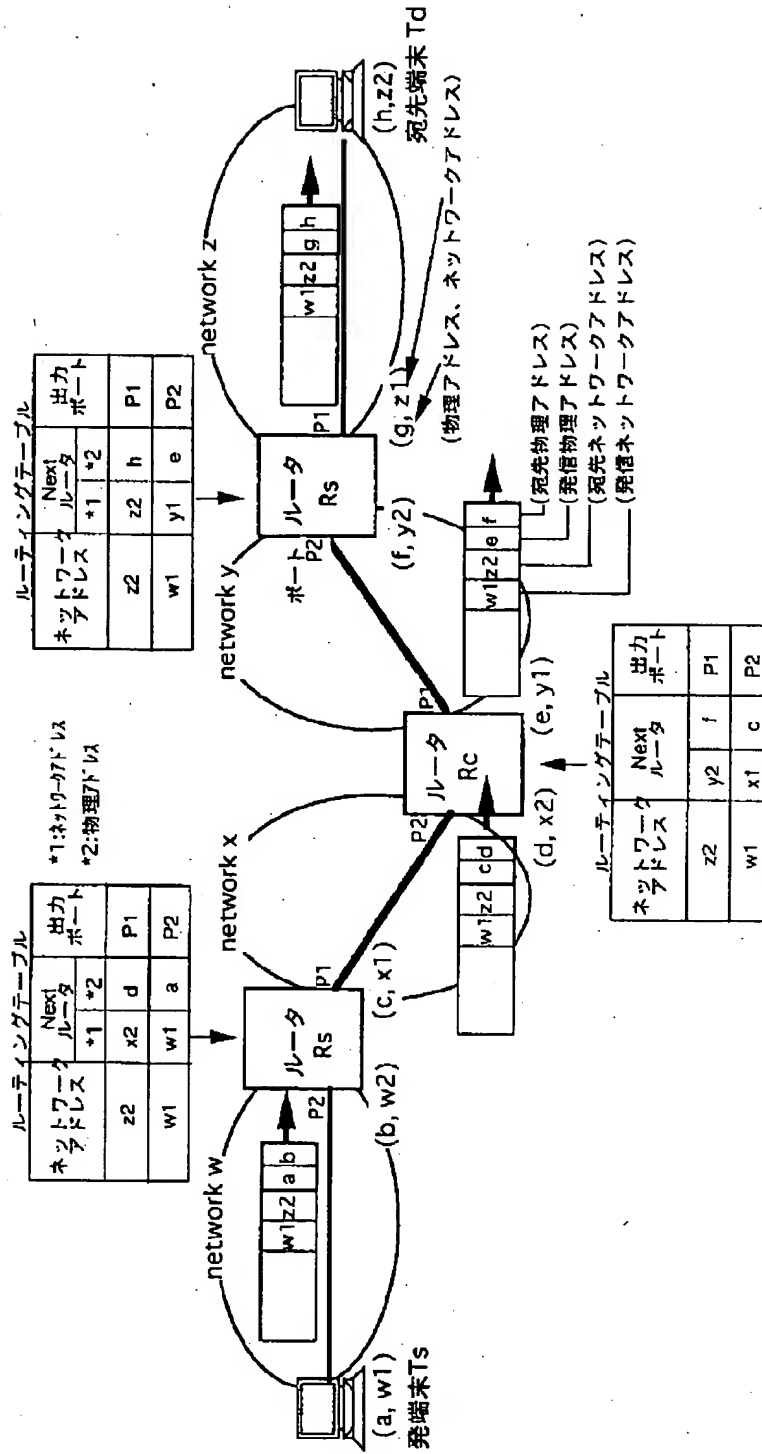 ルーティングテーブル
ネットワークアドレス Nextルータ 出力ポート
*1 *2
z2 x2 d P1
w1 w1 a P2
*1:ネットワークアドレス
*2:物理アドレス
ルーティングテーブル
ネットワークアドレス Nextルータ 出力ポート
*1 *2
z2 z2 h P1
w1 y1 e P2
network w
w1 z2 a b
P2
ルータ
Rs
P1
(a, w1)
発端末Ts
(b, w2)
(c, x1)
network x
w1 z2 c d
P2
ルータ
Rc
P1
(d, x2)
(e, y1)
network y
ポート
P2
ルータ
Rs
P1
(f, y2)
(g, z1)
network z
w1 z2 g h
(h,z2)
宛先端末 Td
(物理アドレス、ネットワークアドレス)
w1 z2 e f
(宛先物理アドレス)
(発信物理アドレス)
(宛先ネットワークアドレス)
(発信ネットワークアドレス)
ルーティングテーブル
ネットワークアドレス Nextルータ 出力ポート
z2 y2 f P1
w1 x1 c P2